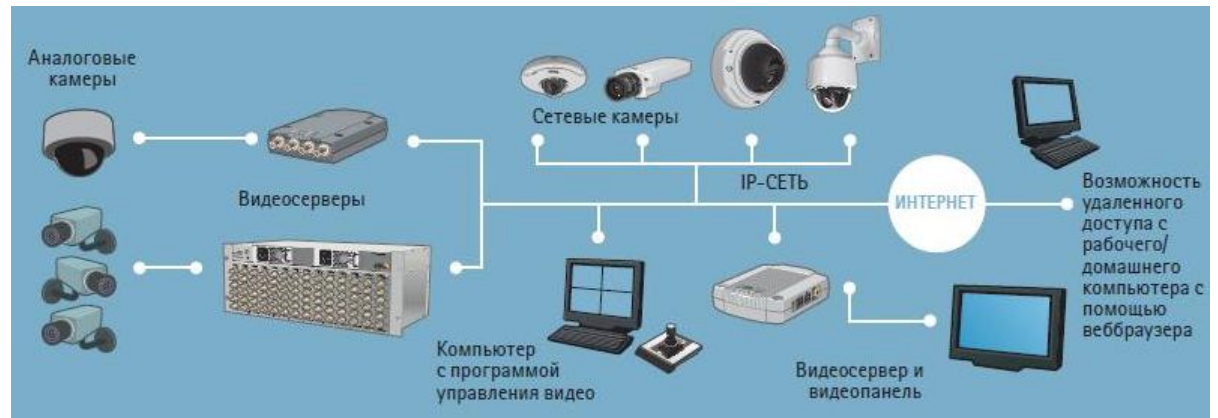 Аналоговые
камеры
Видеосерверы
Сетевые камеры
IP-СЕТЬ
ИНТЕРНЕТ
Компьютер
с программой
управления видео
Видеосервер и
видеопанель
Возможность
удаленного
доступа с
рабочего/
домашнего
компьютера с
помощью
веббраузера